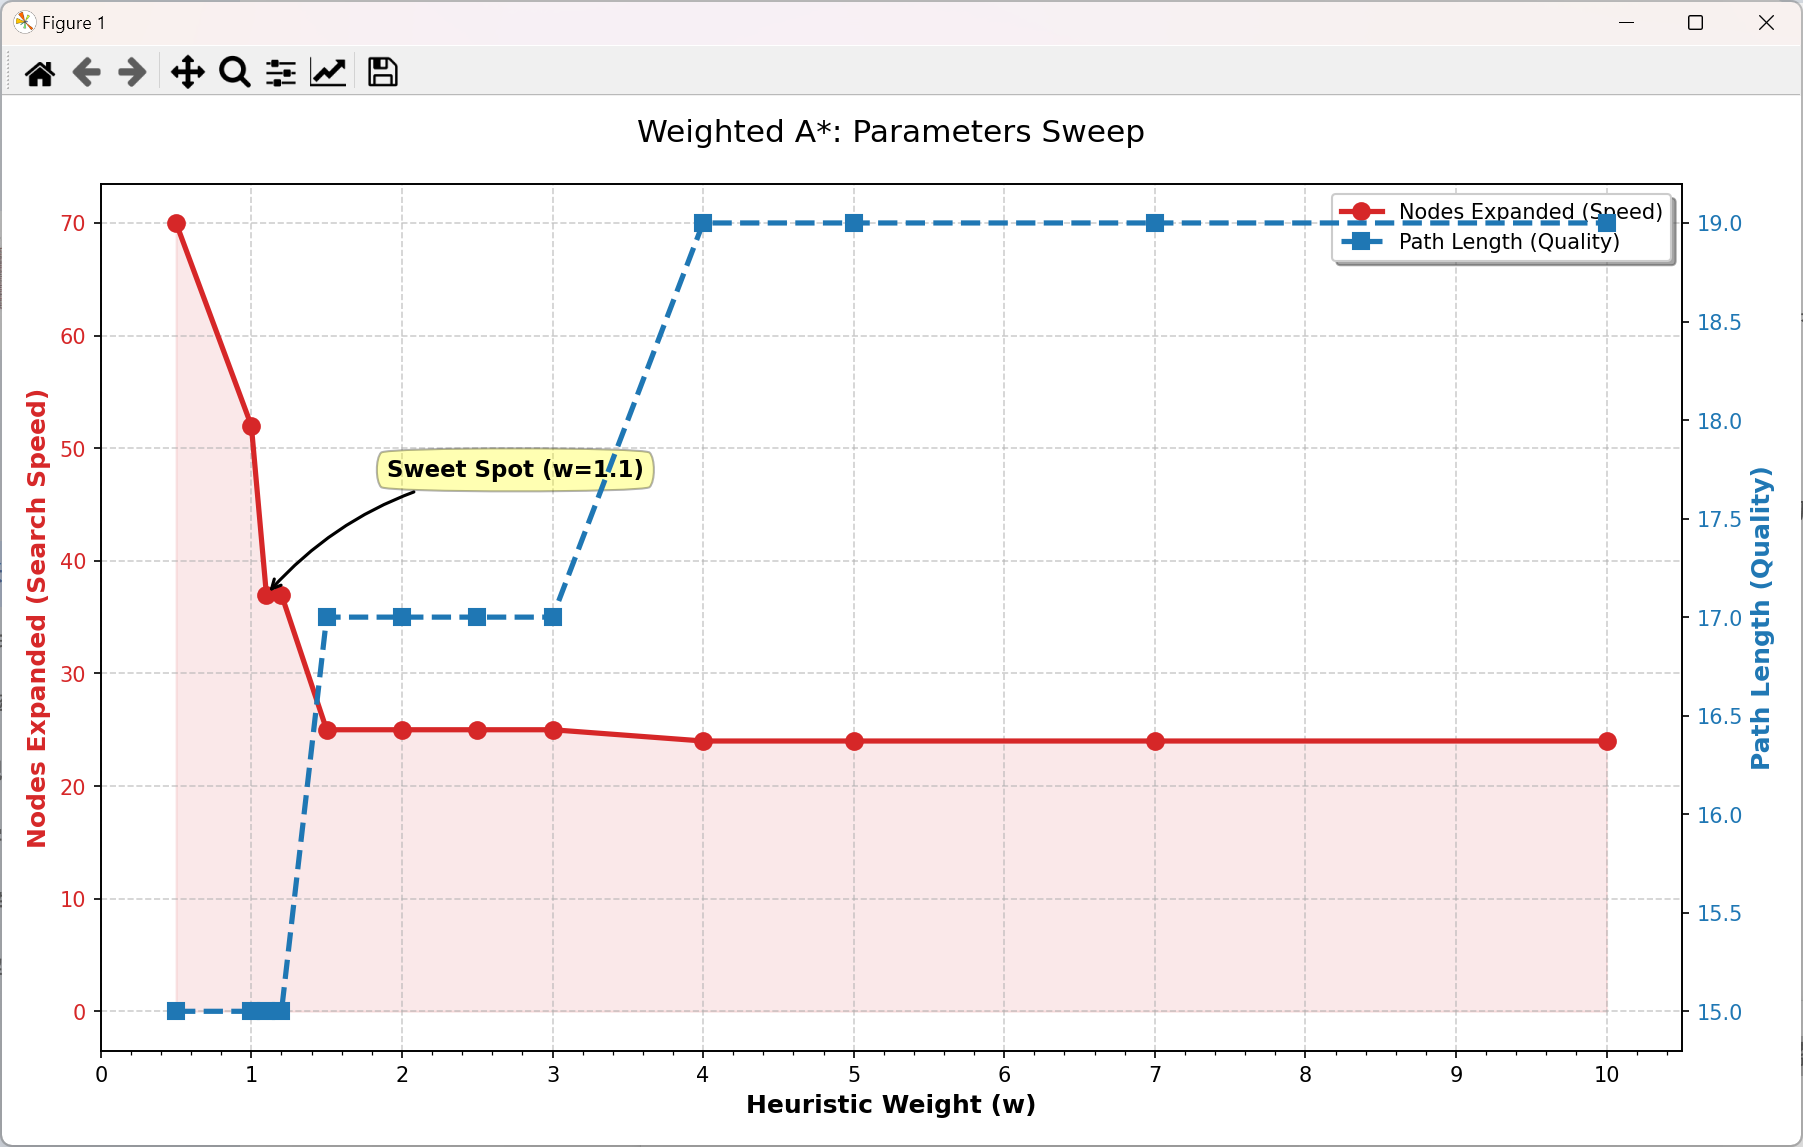 Figure 1
Weighted A*: Parameters Sweep
Nodes Expanded (Speed)
Path Length (Quality)
Sweet Spot (w=1.1)
Nodes Expanded (Search Speed)
70
60
50
40
30
20
10
0
19.0
18.5
18.0
17.5
17.0
16.5
16.0
15.5
15.0
Path Length (Quality)
0 1 2 3 4 5 6 7 8 9 10
Heuristic Weight (w)